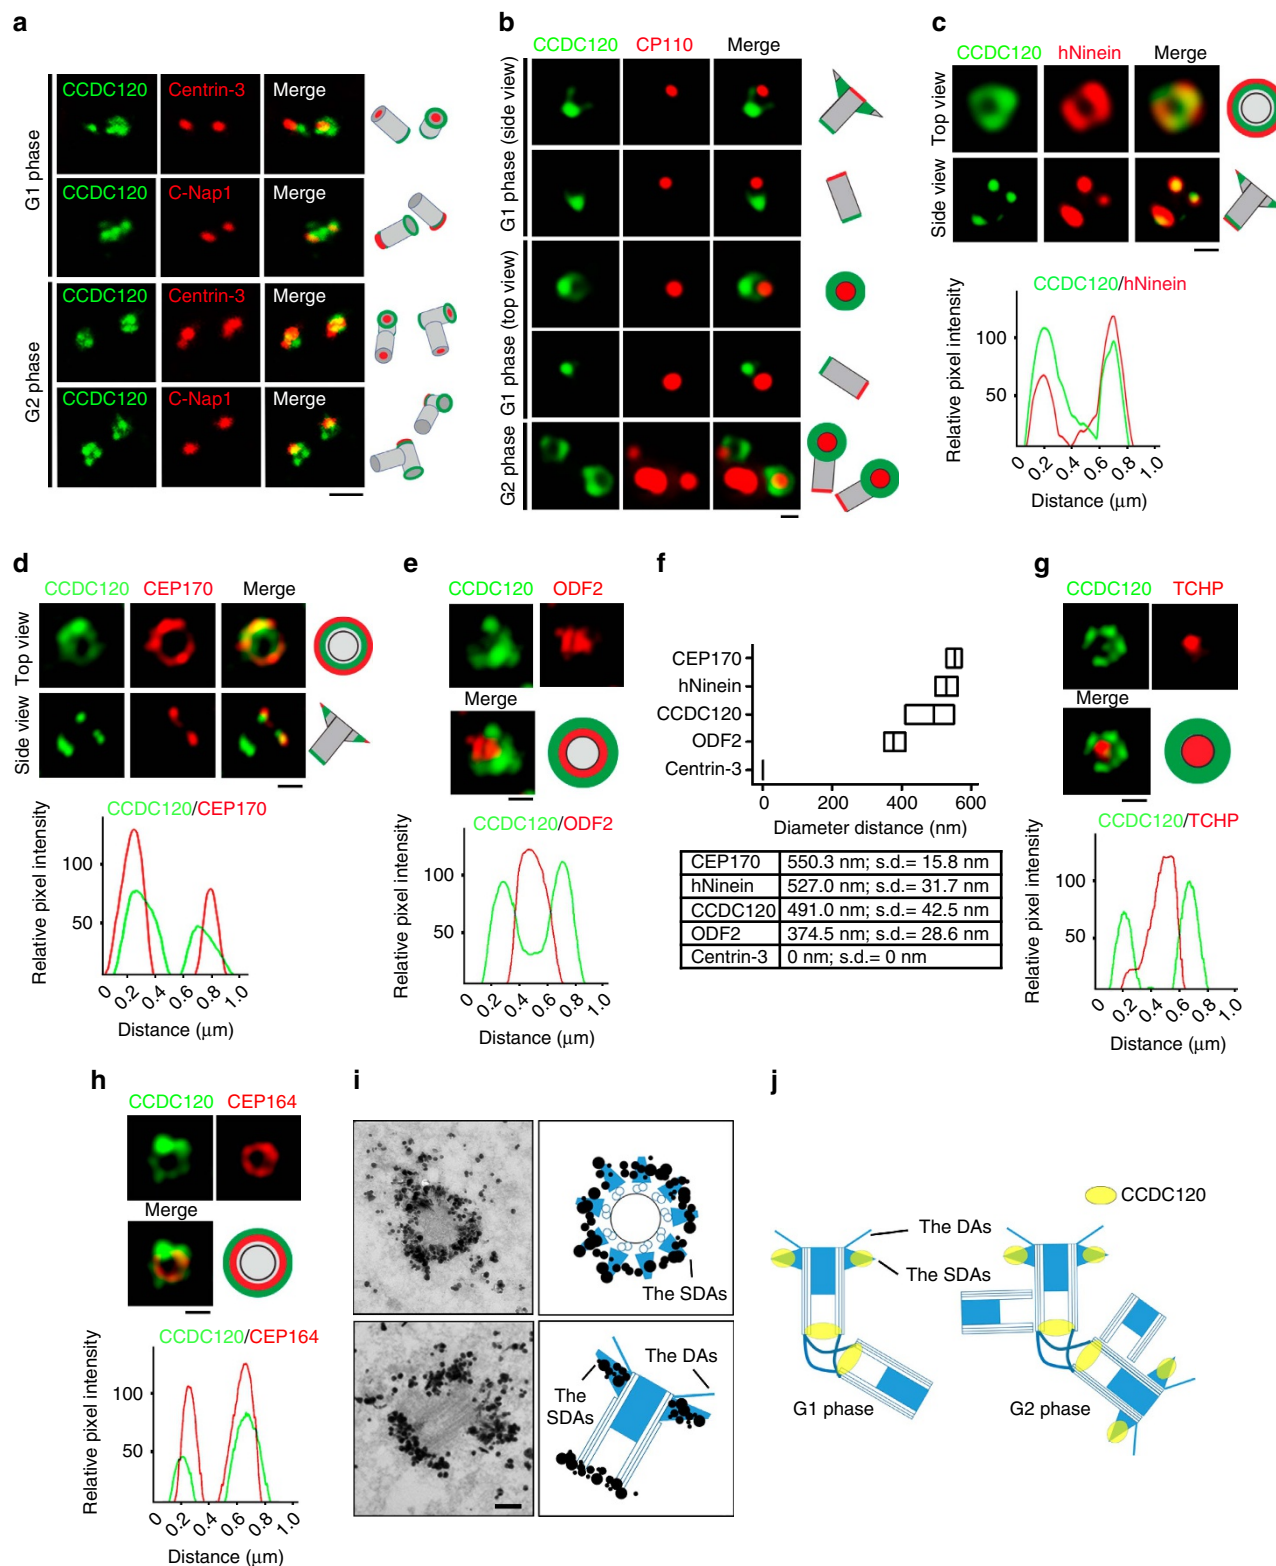 a
G1 phase
CCDC120 Centrin-3 Merge
CCDC120 C-Nap1 Merge
G2 phase
CCDC120 Centrin-3 Merge
CCDC120 C-Nap1 Merge
b
CCDC120 CP110 Merge
G1 phase (side view)
G1 phase (top view)
G2 phase
c
CCDC120 hNinein Merge
Top view
Side view
CCDC120/hNinein
Relative pixel intensity
100
50
0 0.2 0.4 0.6 0.8 1.0
Distance (μm)
d
CCDC120 CEP170 Merge
Top view
Side view
CCDC120/CEP170
Relative pixel intensity
100
50
0 0.2 0.4 0.6 0.8 1.0
Distance (μm)
e
CCDC120 ODF2
Merge
CCDC120/ODF2
Relative pixel intensity
100
50
0 0.2 0.4 0.6 0.8 1.0
Distance (μm)
f
CEP170
hNinein
CCDC120
ODF2
Centrin-3
0 200 400 600
Diameter distance (nm)
CEP170 550.3 nm; s.d.= 15.8 nm
hNinein 527.0 nm; s.d.= 31.7 nm
CCDC120 491.0 nm; s.d.= 42.5 nm
ODF2 374.5 nm; s.d.= 28.6 nm
Centrin-3 0 nm; s.d.= 0 nm
g
CCDC120 TCHP
Merge
CCDC120/TCHP
Relative pixel intensity
100
50
0 0.2 0.4 0.6 0.8 1.0
Distance (μm)
h
CCDC120 CEP164
Merge
CCDC120/CEP164
Relative pixel intensity
100
50
0 0.2 0.4 0.6 0.8 1.0
Distance (μm)
i
The SDAs
The DAs
The
SDAs
j
CCDC120
The DAs
The SDAs
G1 phase
G2 phase